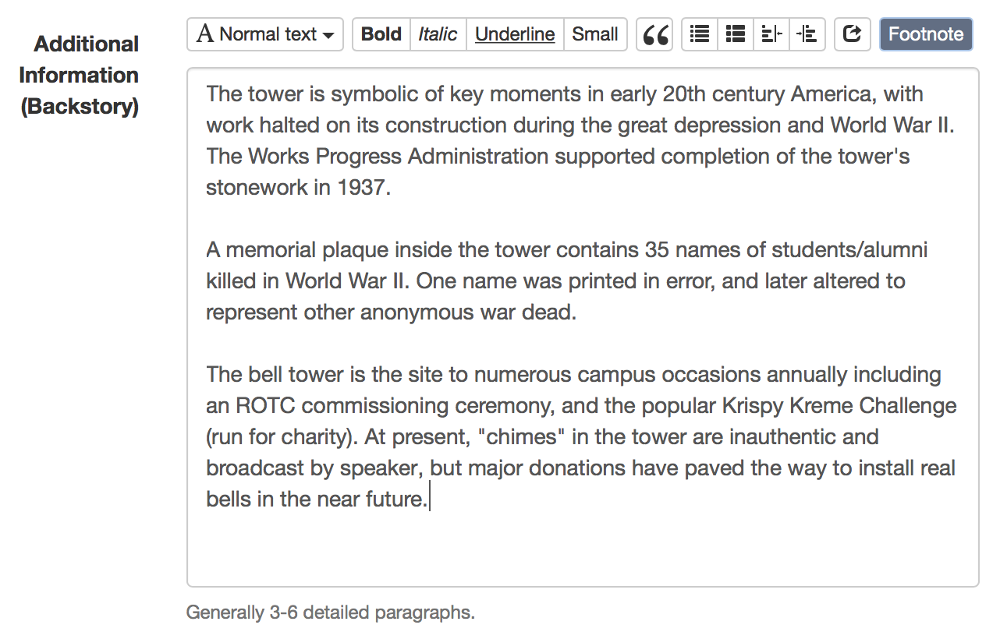 A Normal text Bold Italic Underline Small “ Footnote
Additional
Information
(Backstory)
The tower is symbolic of key moments in early 20th century America, with
work halted on its construction during the great depression and World War II.
The Works Progress Administration supported completion of the tower's
stonework in 1937.
A memorial plaque inside the tower contains 35 names of students/alumni
killed in World War II. One name was printed in error, and later altered to
represent other anonymous war dead.
The bell tower is the site to numerous campus occasions annually including
an ROTC commissioning ceremony, and the popular Krispy Kreme Challenge
(run for charity). At present, "chimes" in the tower are inauthentic and
broadcast by speaker, but major donations have paved the way to install real
bells in the near future.
Generally 3-6 detailed paragraphs.